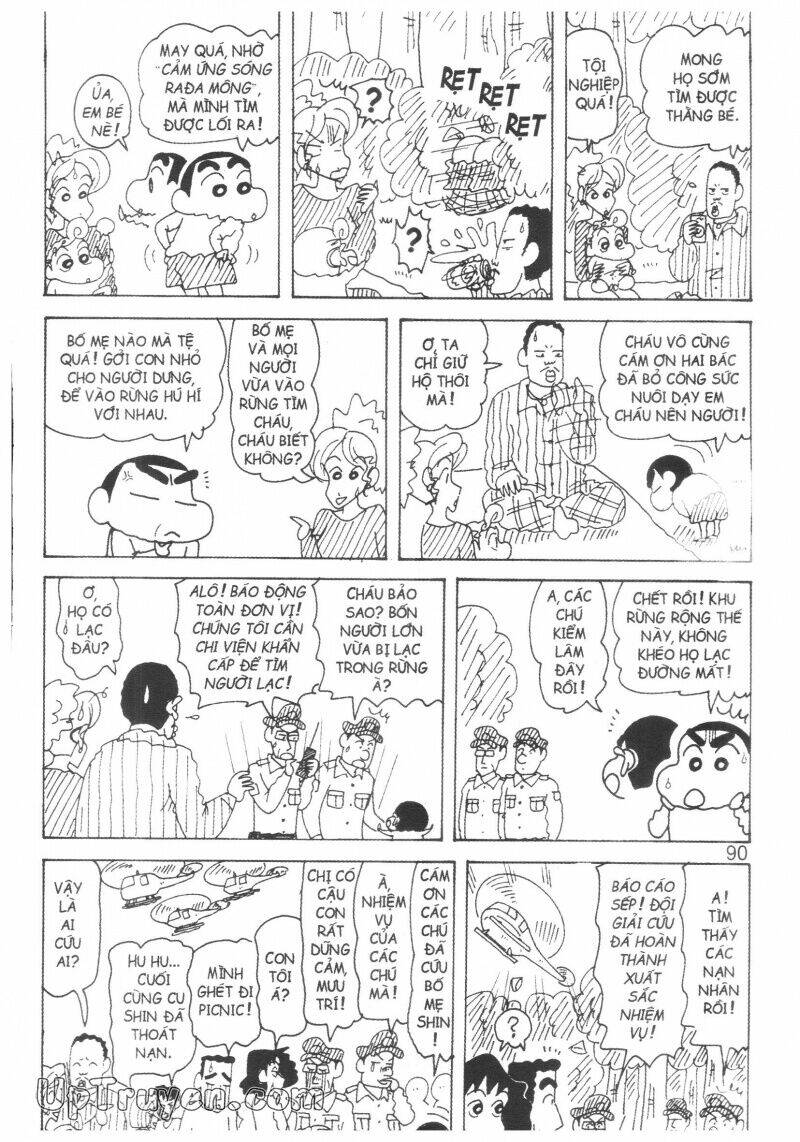 MONG
HỌ SỚM
TÌM ĐƯỢC
THẰNG BÉ.
TỘI
NGHIỆP
QUÁ!
RẸT
RẸT
RẸT
?
?
MAY QUÁ, NHỜ
"CẢM ỨNG SÓNG
RAĐA MÔNG",
MÀ MÌNH TÌM
ĐƯỢC LỐI RA!
ỦA,
EM BÉ
NÈ!
CHÁU VÔ CÙNG
CÁM ƠN HAI BÁC
ĐÃ BỎ CÔNG SỨC
NUÔI DẠY EM
CHÁU NÊN NGƯỜI!
Ơ, TA
CHỈ GIỮ
HỘ THÔI
MÀ!
BỐ MẸ
VÀ MỌI
NGƯỜI
VỪA VÀO
RỪNG TÌM
CHÁU,
CHÁU BIẾT
KHÔNG?
BỐ MẸ NÀO MÀ TỆ
QUÁ! GỞI CON NHỎ
CHO NGƯỜI DƯNG,
ĐỂ VÀO RỪNG HÚ HÍ
VỚI NHAU.
CHẾT RỒI! KHU
RỪNG RỘNG THẾ
NÀY, KHÔNG
KHÉO HỌ LẠC
ĐƯỜNG MẤT!
A, CÁC
CHÚ
KIỂM
LÂM
ĐÂY RỒI!
CHÁU BẢO
SAO? BỐN
NGƯỜI LỚN
VỪA BỊ LẠC
TRONG RỪNG
À?
ALÔ! BÁO ĐỘNG
TOÀN ĐƠN VỊ!
CHÚNG TÔI CẦN
CHI VIỆN KHẨN
CẤP ĐỂ TÌM
NGƯỜI LẠC!
Ơ,
HỌ CÓ
LẠC
ĐÂU?
90
A!
TÌM
THẤY
CÁC
NẠN
NHÂN
RỒI!
BÁO CÁO
SẾP! ĐỘI
GIẢI CỨU
ĐÃ HOÀN
THÀNH
XUẤT
SẮC
NHIỆM
VỤ!
?
CÁM
ƠN
CÁC
CHÚ
ĐÃ
CỨU
BỐ
MẸ
SHIN!
À,
NHIỆM
VỤ
CỦA
CÁC
CHÚ
MÀ!
CHỊ CÓ
CẬU
CON
RẤT
DŨNG
CẢM,
MƯU
TRÍ!
CON
TÔI
Á?
MÌNH
GHÉT ĐI
PICNIC!
HU HU...
CUỐI
CÙNG CU
SHIN ĐÃ
THOÁT
NẠN.
VẬY
LÀ
AI
CỨU
AI?
UpTruyen.com